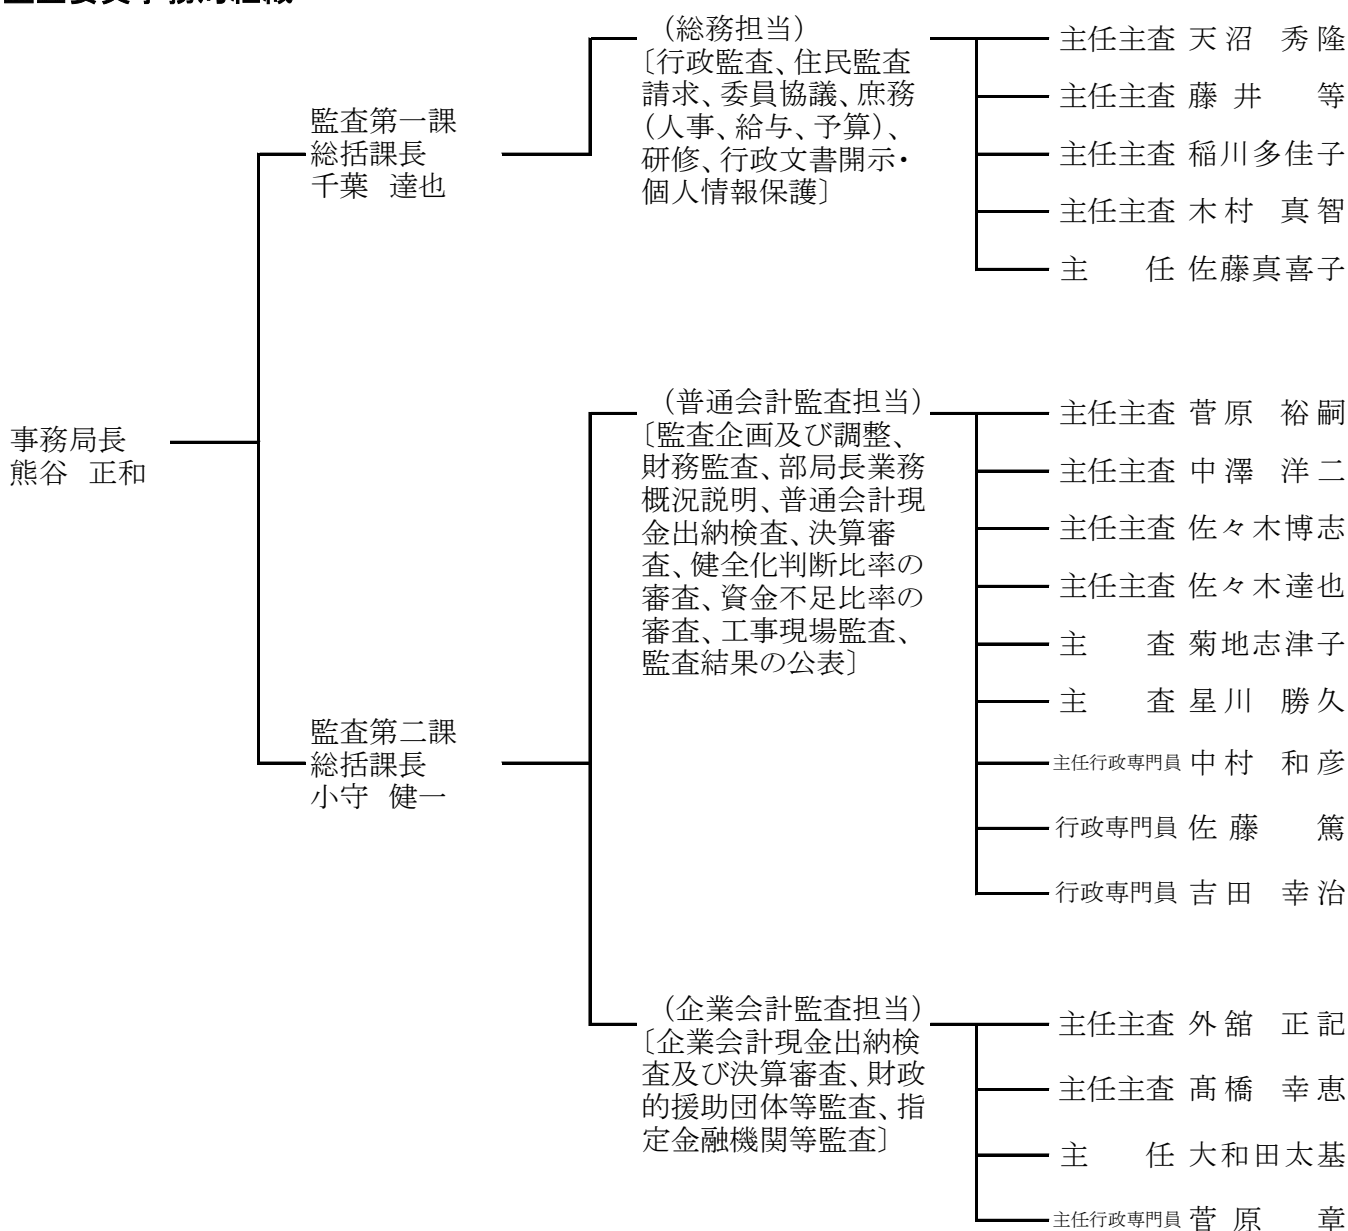 事務局長
熊谷 正和
監査第一課
総括課長
千葉 達也
（総務担当）
〔行政監査、住民監査
請求、委員協議、庶務
（人事、給与、予算）、
研修、行政文書開示・
個人情報保護〕
主任主査 天沼 秀隆
主任主査 藤井 等
主任主査 稲川多佳子
主任主査 木村 真智
主 任 佐藤真喜子
監査第二課
総括課長
小守 健一
（普通会計監査担当）
〔監査企画及び調整、
財務監査、部局長業務
概況説明、普通会計現
金出納検査、決算審
査、健全化判断比率の
審査、資金不足比率の
審査、工事現場監査、
監査結果の公表〕
主任主査 菅原 裕嗣
主任主査 中澤 洋二
主任主査 佐々木博志
主任主査 佐々木達也
主 査 菊地志津子
主 査 星川 勝久
主任行政専門員 中村 和彦
行政専門員 佐藤 篤
行政専門員 吉田 幸治
（企業会計監査担当）
〔企業会計現金出納検
査及び決算審査、財政
的援助団体等監査、指
定金融機関等監査〕
主任主査 外舘 正記
主任主査 髙橋 幸恵
主 任 大和田太基
主任行政専門員 菅原 章